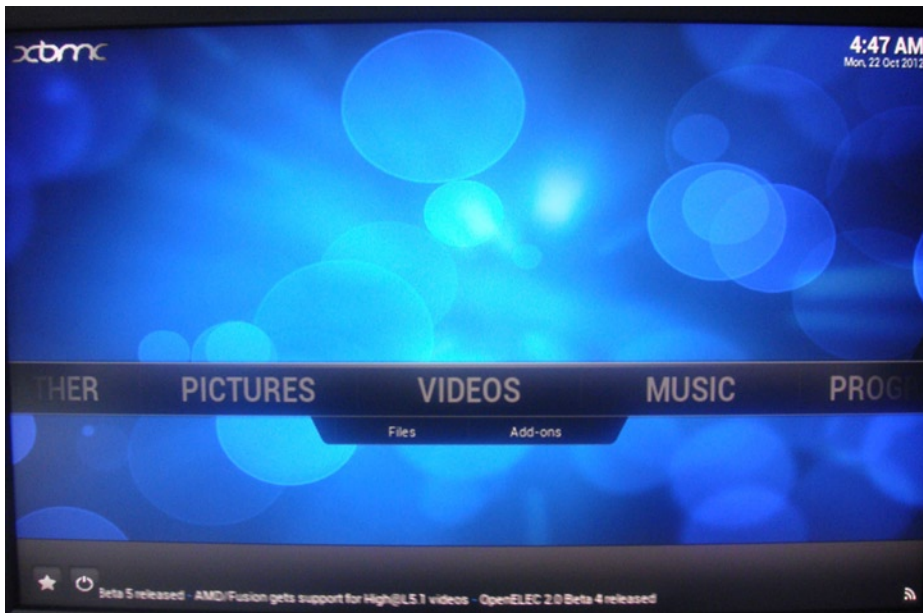 xbmc
4:47 AM
Mon, 22 Oct 2012
THER PICTURES VIDEOS MUSIC PROG
Files Add-ons
Beta 5 released - AMD/Fusion gets support for High@L5.1 videos - OpenELEC 2.0 Beta 4 released